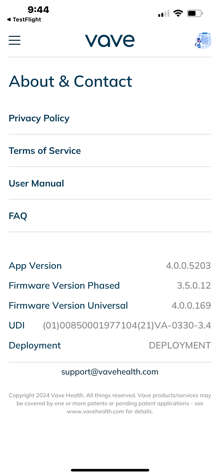 9:44
TestFlight
vave
About & Contact
Privacy Policy
Terms of Service
User Manual
FAQ
App Version 4.0.0.5203
Firmware Version Phased 3.5.0.12
Firmware Version Universal 4.0.0.169
UDI (01)00850001977104(21)VA-0330-3.4
Deployment DEPLOYMENT
support@vavehealth.com
Copyright 2024 Vave Health. All things reserved. Vave products/services may
be covered by one or more patents or pending patent applications – see
www.vavehealth.com for details.